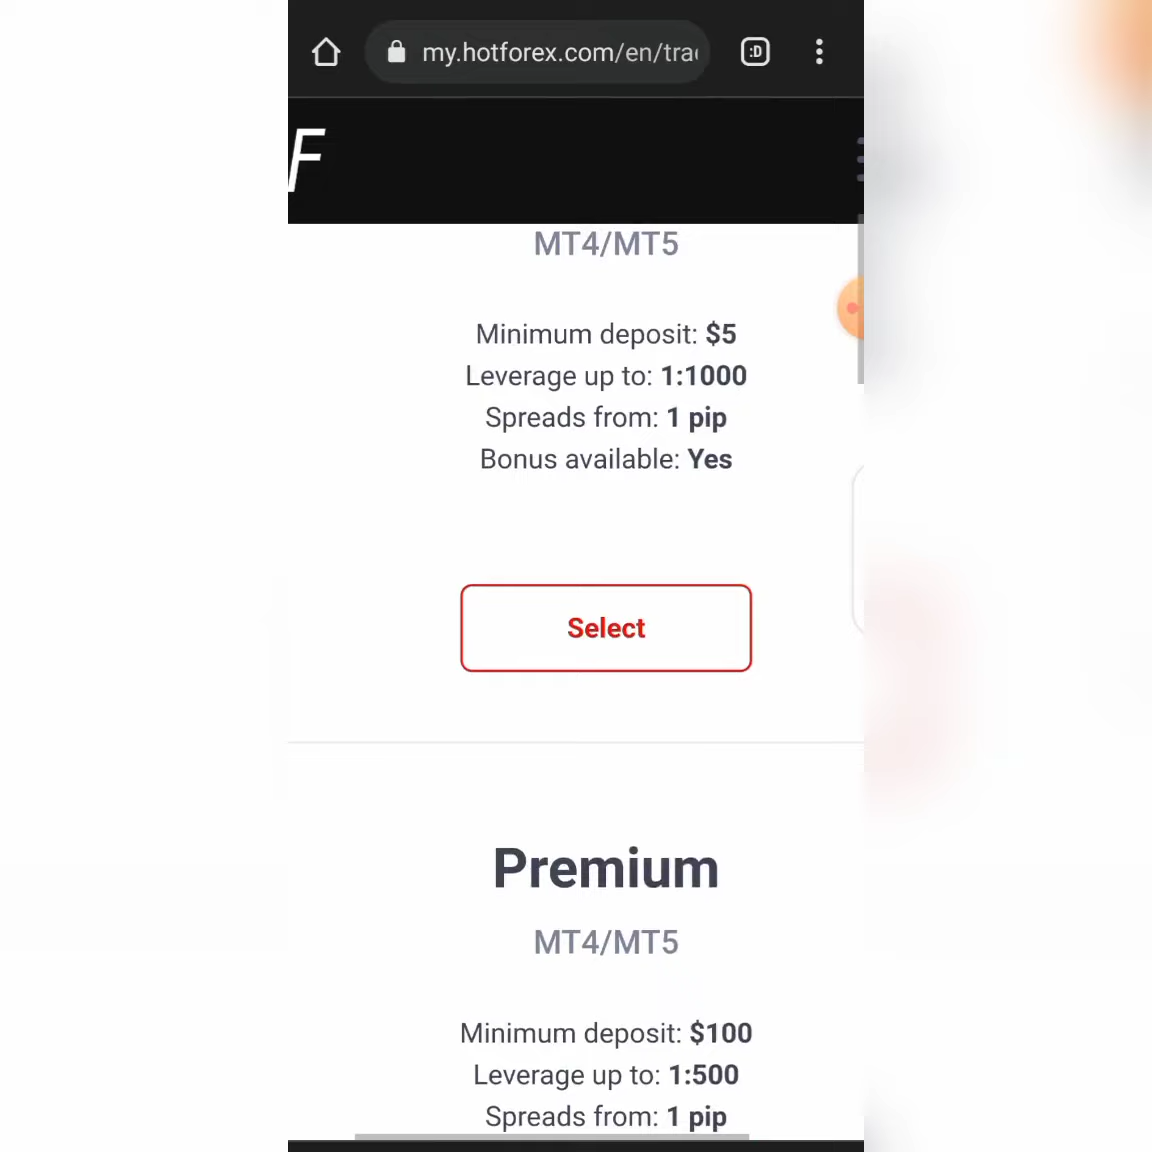 my.hotforex.com/en/tra
:D
F
MT4/MT5
Minimum deposit: $5
Leverage up to: 1:1000
Spreads from: 1 pip
Bonus available: Yes
Select
Premium
MT4/MT5
Minimum deposit: $100
Leverage up to: 1:500
Spreads from: 1 pip